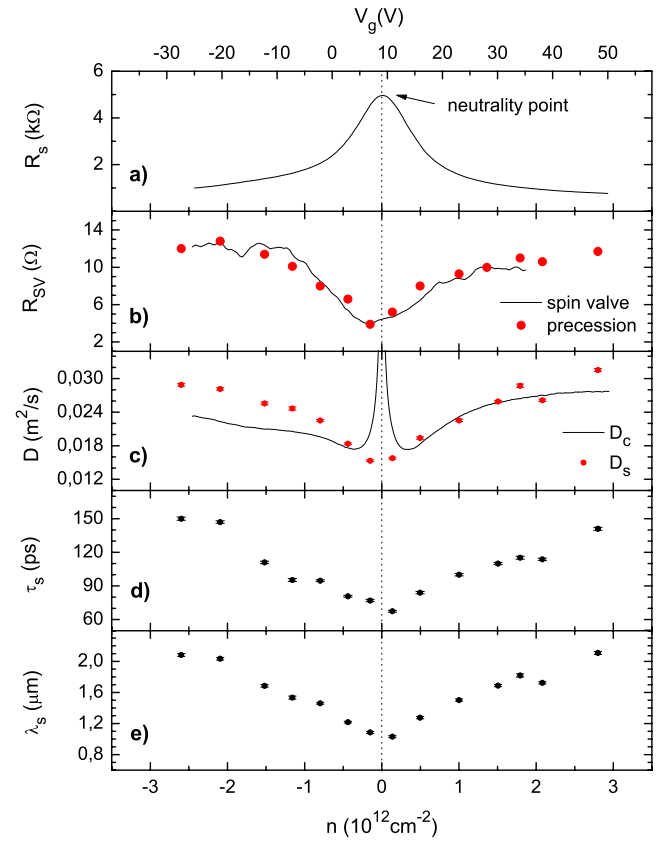 V_g(V)
-30 -20 -10 0 10 20 30 40 50
R_s (kΩ)
6
4
2
neutrality point
a)
R_SV (Ω)
14
10
6
2
spin valve
precession
b)
D (m²/s)
0,030
0,024
0,018
0,012
D_c
D_s
c)
τ_s (ps)
150
120
90
60
d)
λ_s (μm)
2,0
1,6
1,2
0,8
e)
-3 -2 -1 0 1 2 3
n (10¹²cm⁻²)